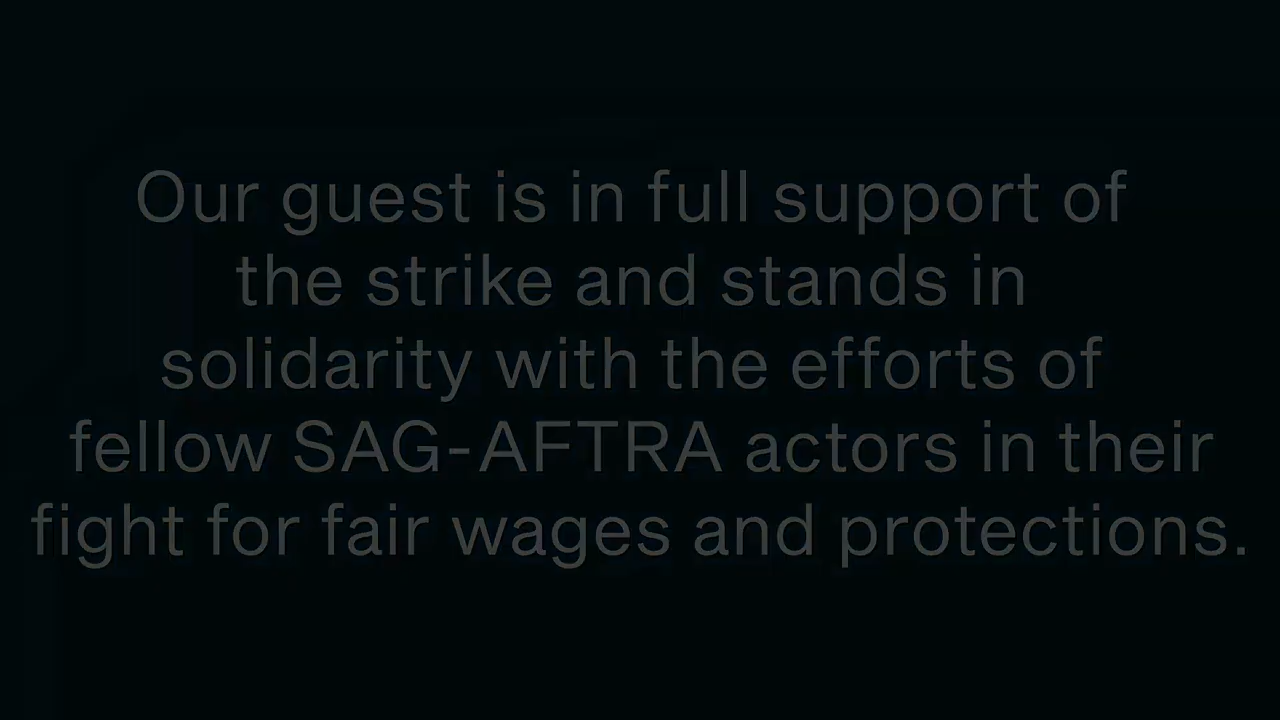 Our guest is in full support of
the strike and stands in
solidarity with the efforts of
fellow SAG-AFTRA actors in their
fight for fair wages and protections.